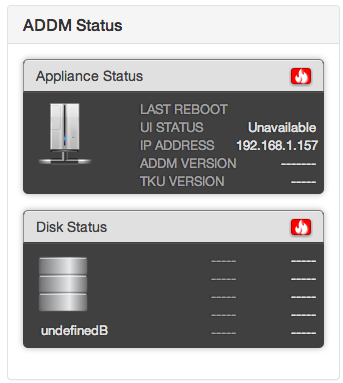 ADDM Status
Appliance Status
LAST REBOOT
UI STATUS Unavailable
IP ADDRESS 192.168.1.157
ADDM VERSION -------
TKU VERSION -----
Disk Status
----- -----
----- -----
----- -----
----- -----
undefinedB ----- -----